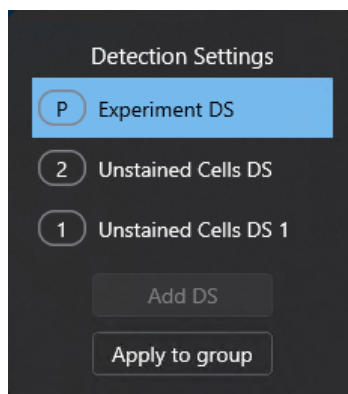 Detection Settings
P Experiment DS
2 Unstained Cells DS
1 Unstained Cells DS 1
Add DS
Apply to group